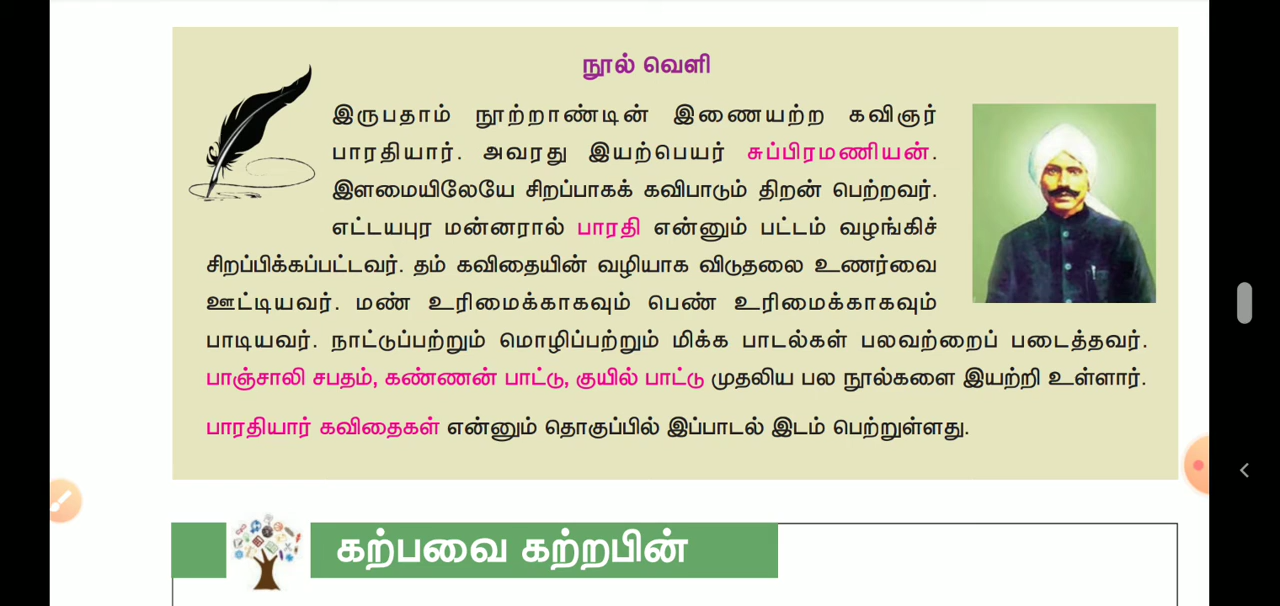 நூல் வெளி
இருபதாம் நூற்றாண்டின் இணையற்ற கவிஞர்
பாரதியார். அவரது இயற்பெயர் சுப்பிரமணியன்.
இளமையிலேயே சிறப்பாகக் கவிபாடும் திறன் பெற்றவர்.
எட்டயபுர மன்னரால் பாரதி என்னும் பட்டம் வழங்கிச்
சிறப்பிக்கப்பட்டவர். தம் கவிதையின் வழியாக விடுதலை உணர்வை
ஊட்டியவர். மண் உரிமைக்காகவும் பெண் உரிமைக்காகவும்
பாடியவர். நாட்டுப்பற்றும் மொழிப்பற்றும் மிக்க பாடல்கள் பலவற்றைப் படைத்தவர்.
பாஞ்சாலி சபதம், கண்ணன் பாட்டு, குயில் பாட்டு முதலிய பல நூல்களை இயற்றி உள்ளார்.
பாரதியார் கவிதைகள் என்னும் தொகுப்பில் இப்பாடல் இடம் பெற்றுள்ளது.
கற்பவை கற்றபின்